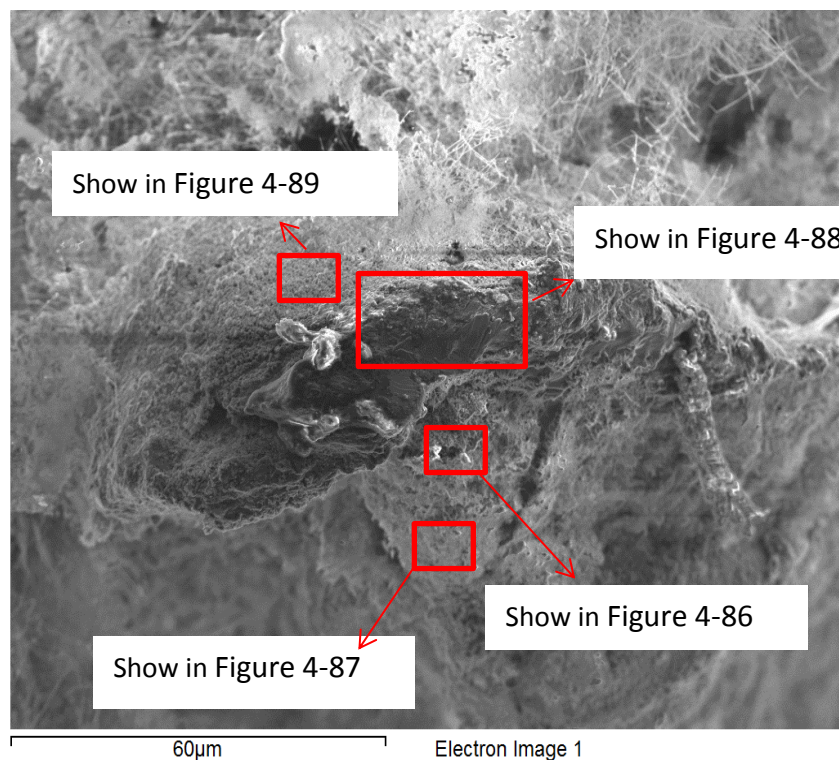 Show in Figure 4-89
Show in Figure 4-88
Show in Figure 4-86
Show in Figure 4-87
60μm
Electron Image 1